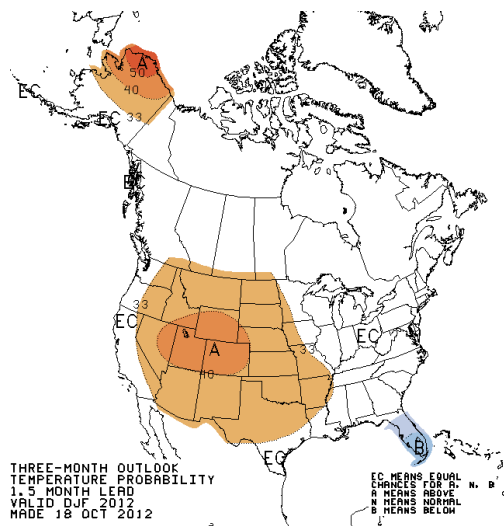 A
50
40
EC
EC
33
EC
33
EC
EC
A
33
40
B
EC
THREE-MONTH OUTLOOK
TEMPERATURE PROBABILITY
1.5 MONTH LEAD
VALID DJF 2012
MADE 18 OCT 2012
EC MEANS EQUAL
CHANCES FOR A, N, B
A MEANS ABOVE
N MEANS NORMAL
B MEANS BELOW